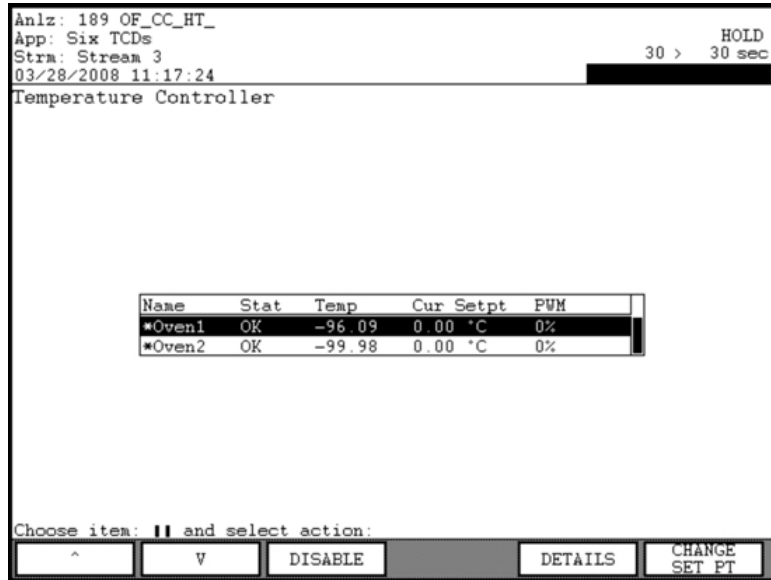 Anlz: 189 OF_CC_HT_
App: Six TCDs
HOLD
Strm: Stream 3
30 > 30 sec
03/28/2008 11:17:24
Temperature Controller
Name Stat Temp Cur Setpt PWM
*Oven1 OK -96.09 0.00 °C 0%
*Oven2 OK -99.98 0.00 °C 0%
Choose item: and select action:
^ V DISABLE DETAILS CHANGE SET PT